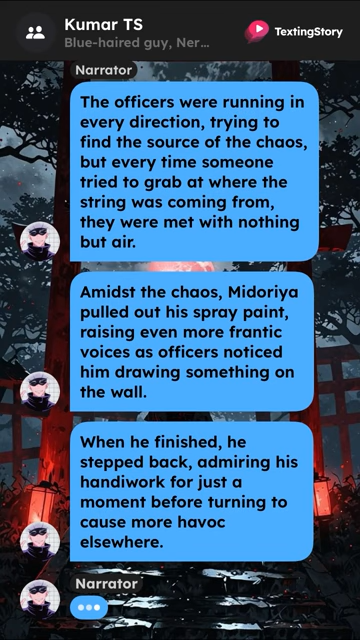 Kumar TS
Blue-haired guy, Ner...
TextingStory
Narrator
The officers were running in
every direction, trying to
find the source of the chaos,
but every time someone
tried to grab at where the
string was coming from,
they were met with nothing
but air.
Amidst the chaos, Midoriya
pulled out his spray paint,
raising even more frantic
voices as officers noticed
him drawing something on
the wall.
When he finished, he
stepped back, admiring his
handiwork for just a
moment before turning to
cause more havoc
elsewhere.
Narrator